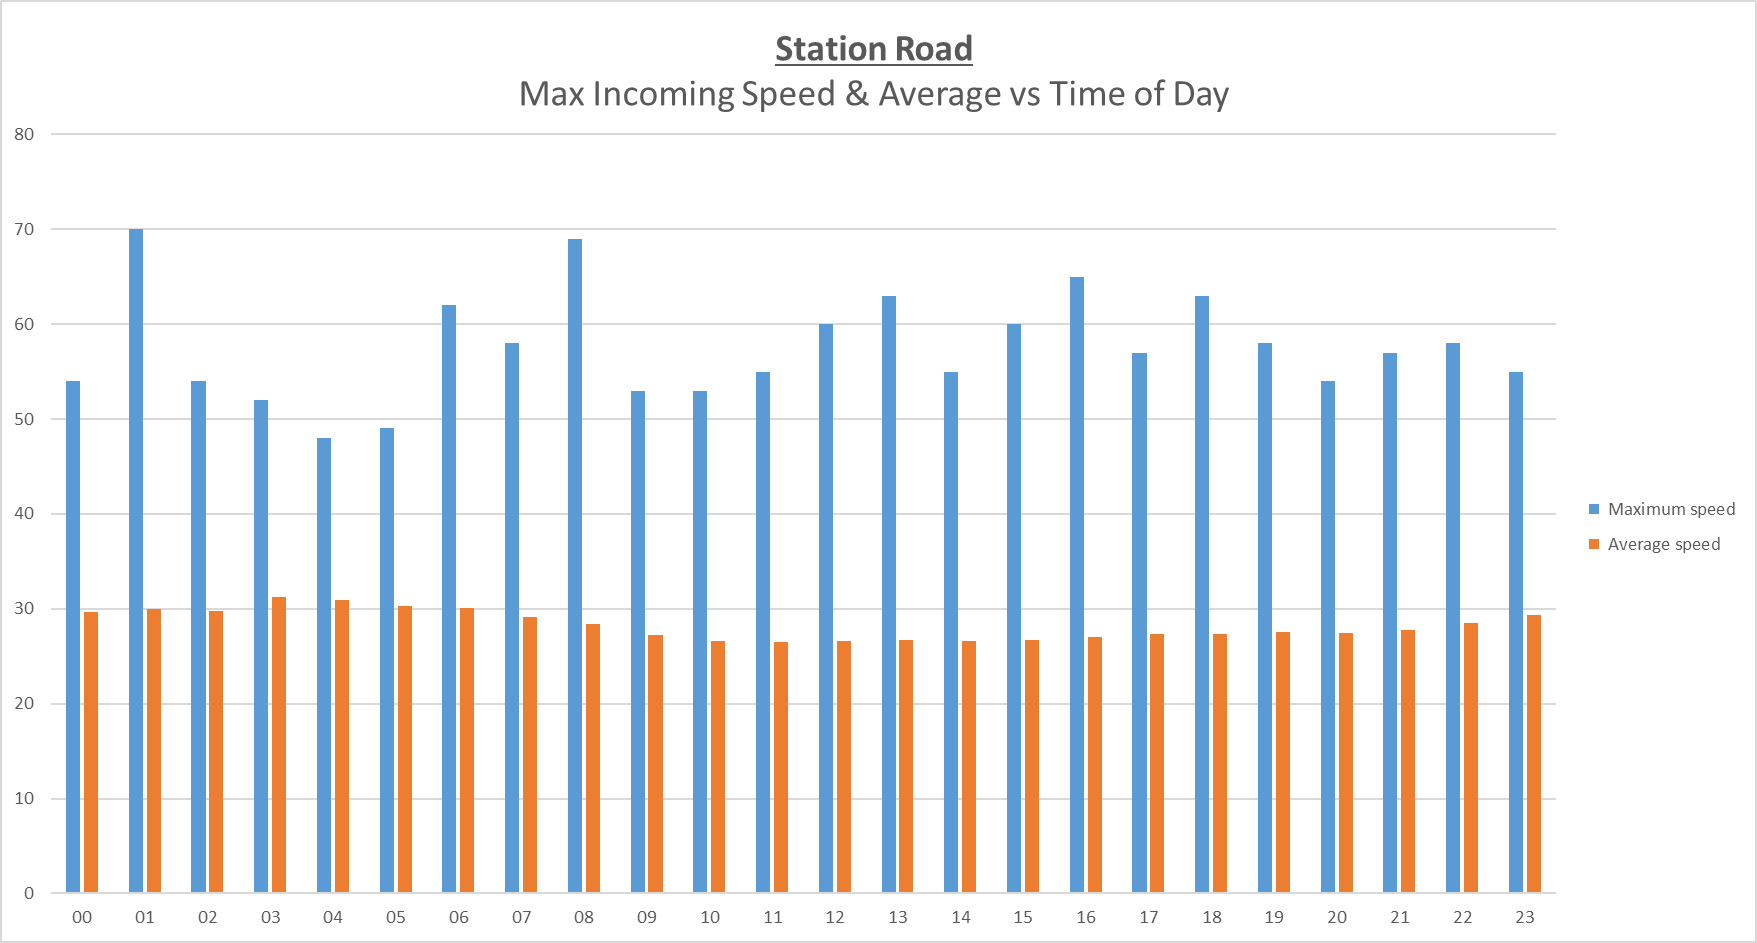 Station Road
Max Incoming Speed & Average vs Time of Day
80
70
60
50
40
30
20
10
0
00 01 02 03 04 05 06 07 08 09 10 11 12 13 14 15 16 17 18 19 20 21 22 23
Maximum speed
Average speed